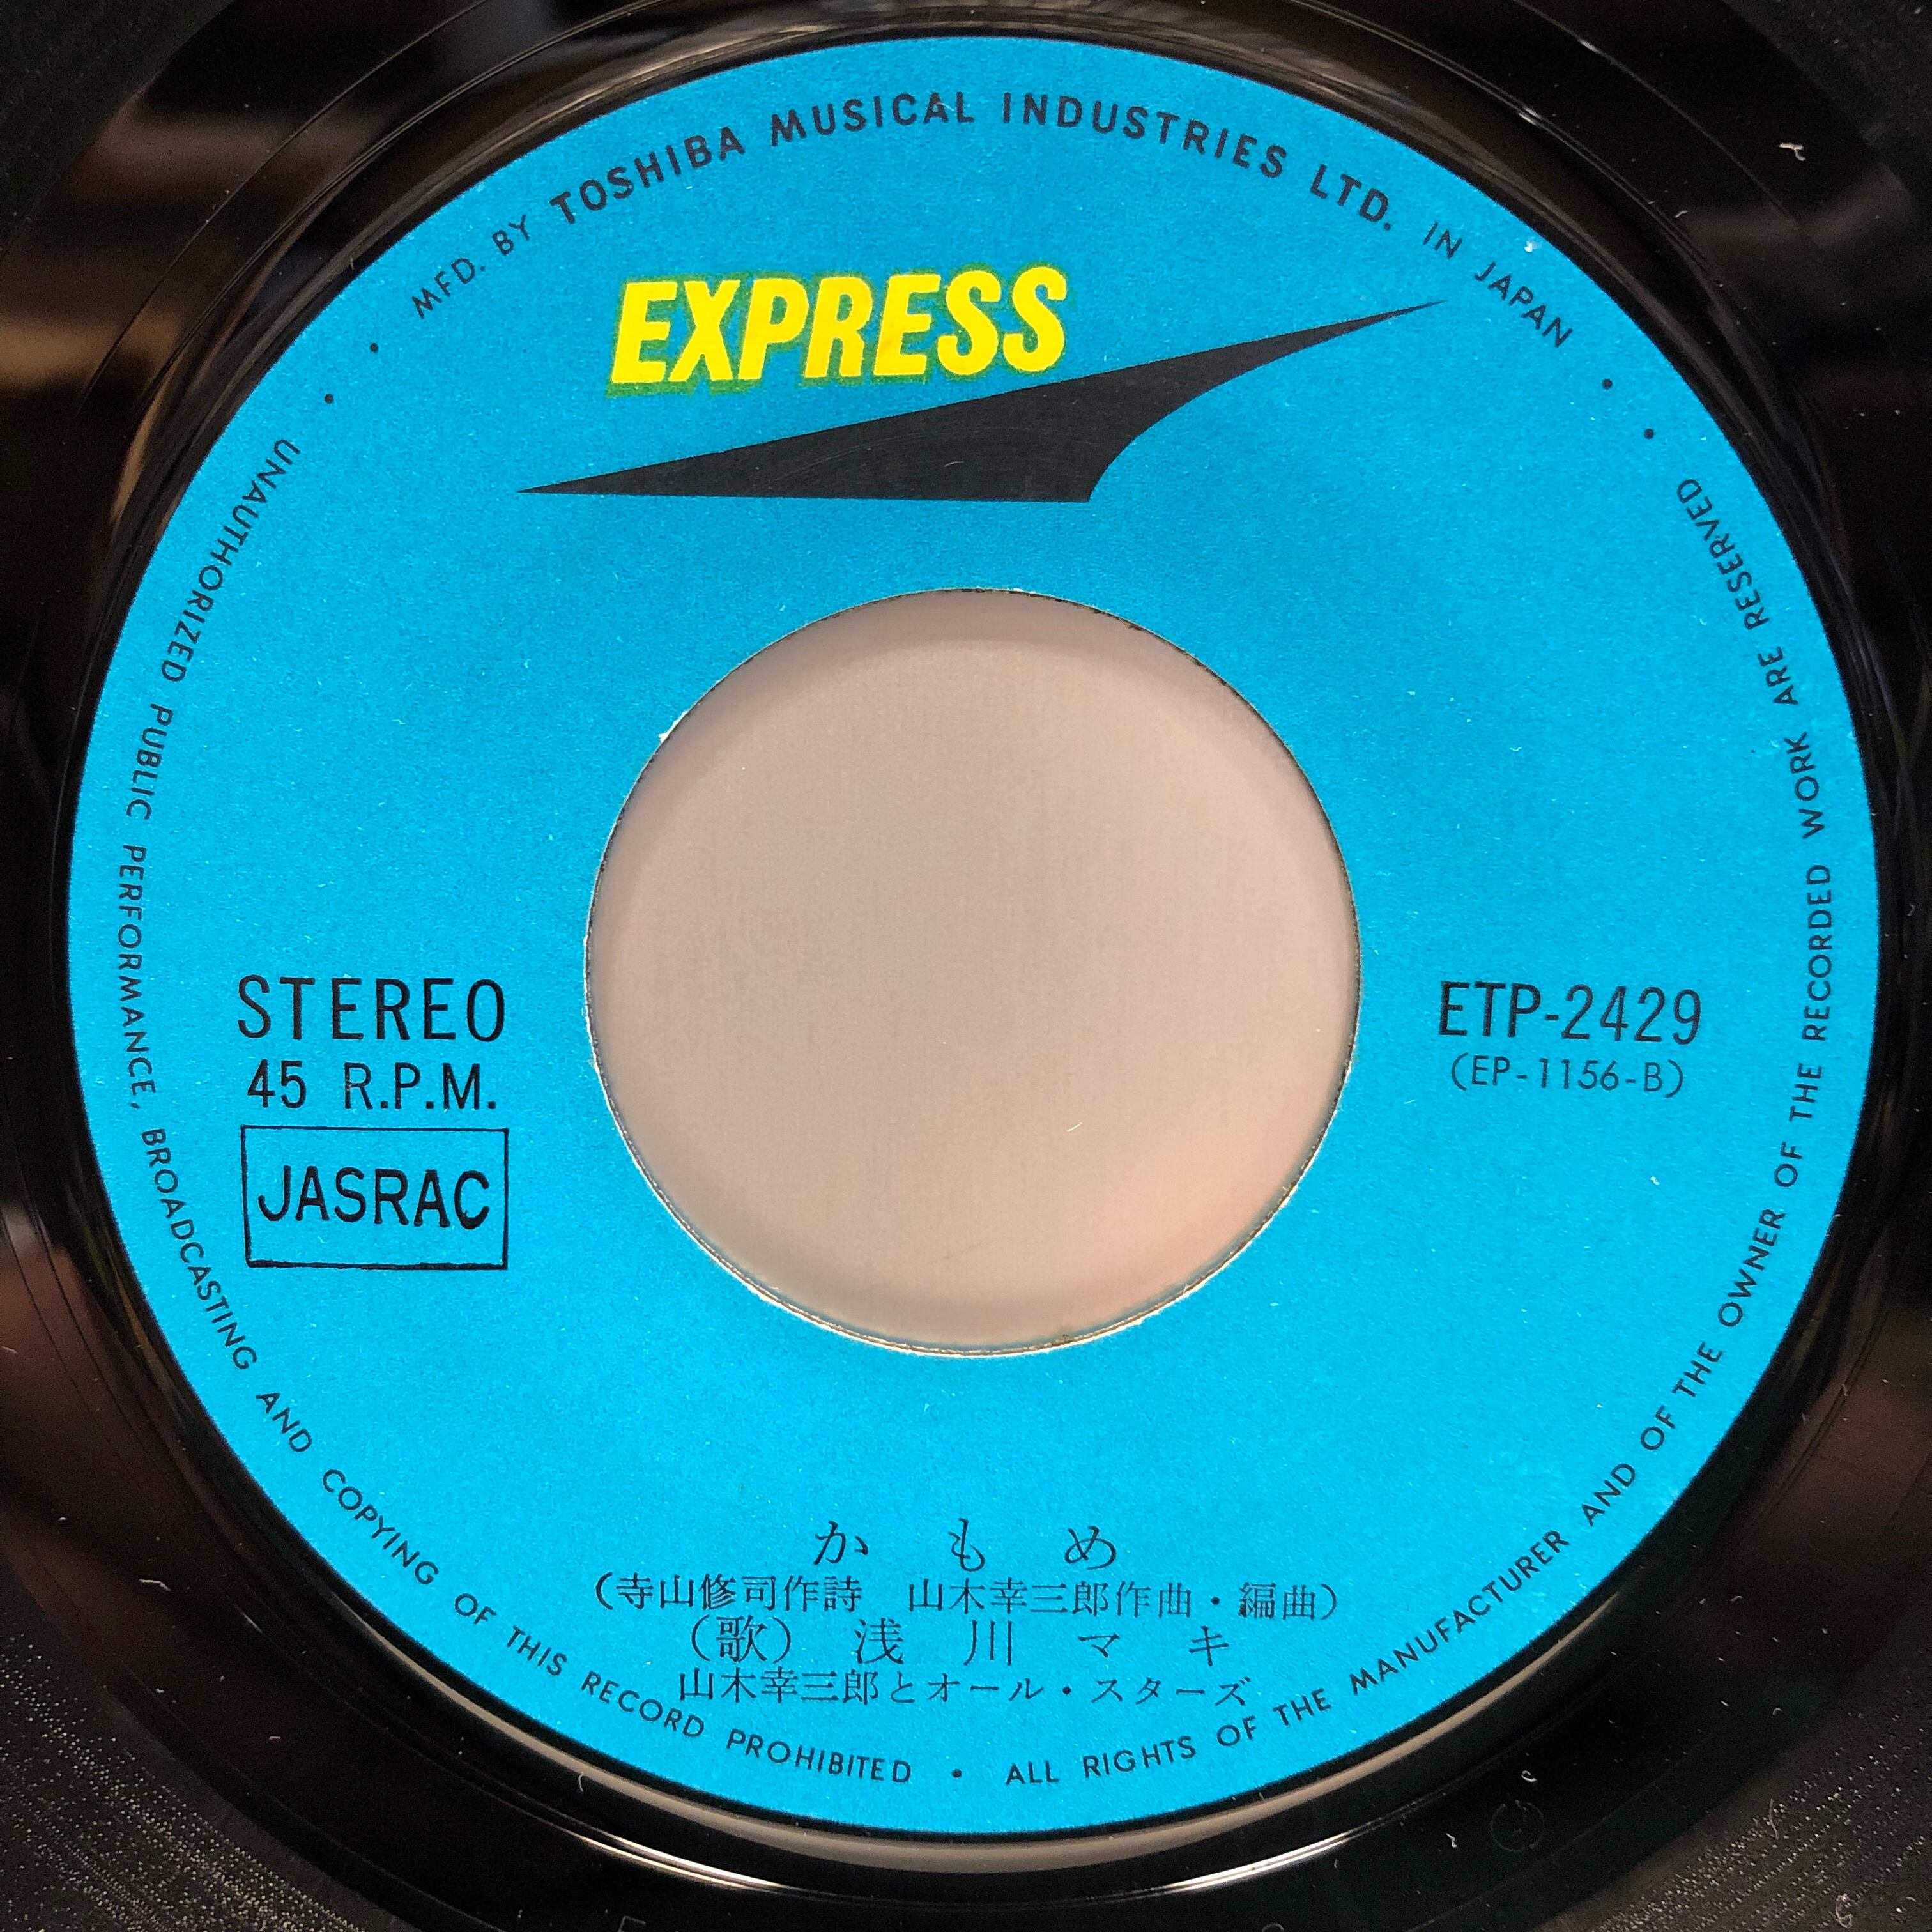 MFD. BY TOSHIBA MUSICAL INDUSTRIES LTD. IN JAPAN
EXPRESS
STEREO
45 R.P.M.
JASRAC
ETP-2429
(EP-1156-B)
かもめ
(寺山修司作詩 山木幸三郎作曲・編曲)
(歌) 浅川マキ
山木幸三郎とオール・スターズ
UNAUTHORIZED PUBLIC PERFORMANCE, BROADCASTING AND COPYING OF THIS RECORD PROHIBITED • ALL RIGHTS OF THE MANUFACTURER AND OF THE OWNER OF THE RECORDED WORK ARE RESERVED